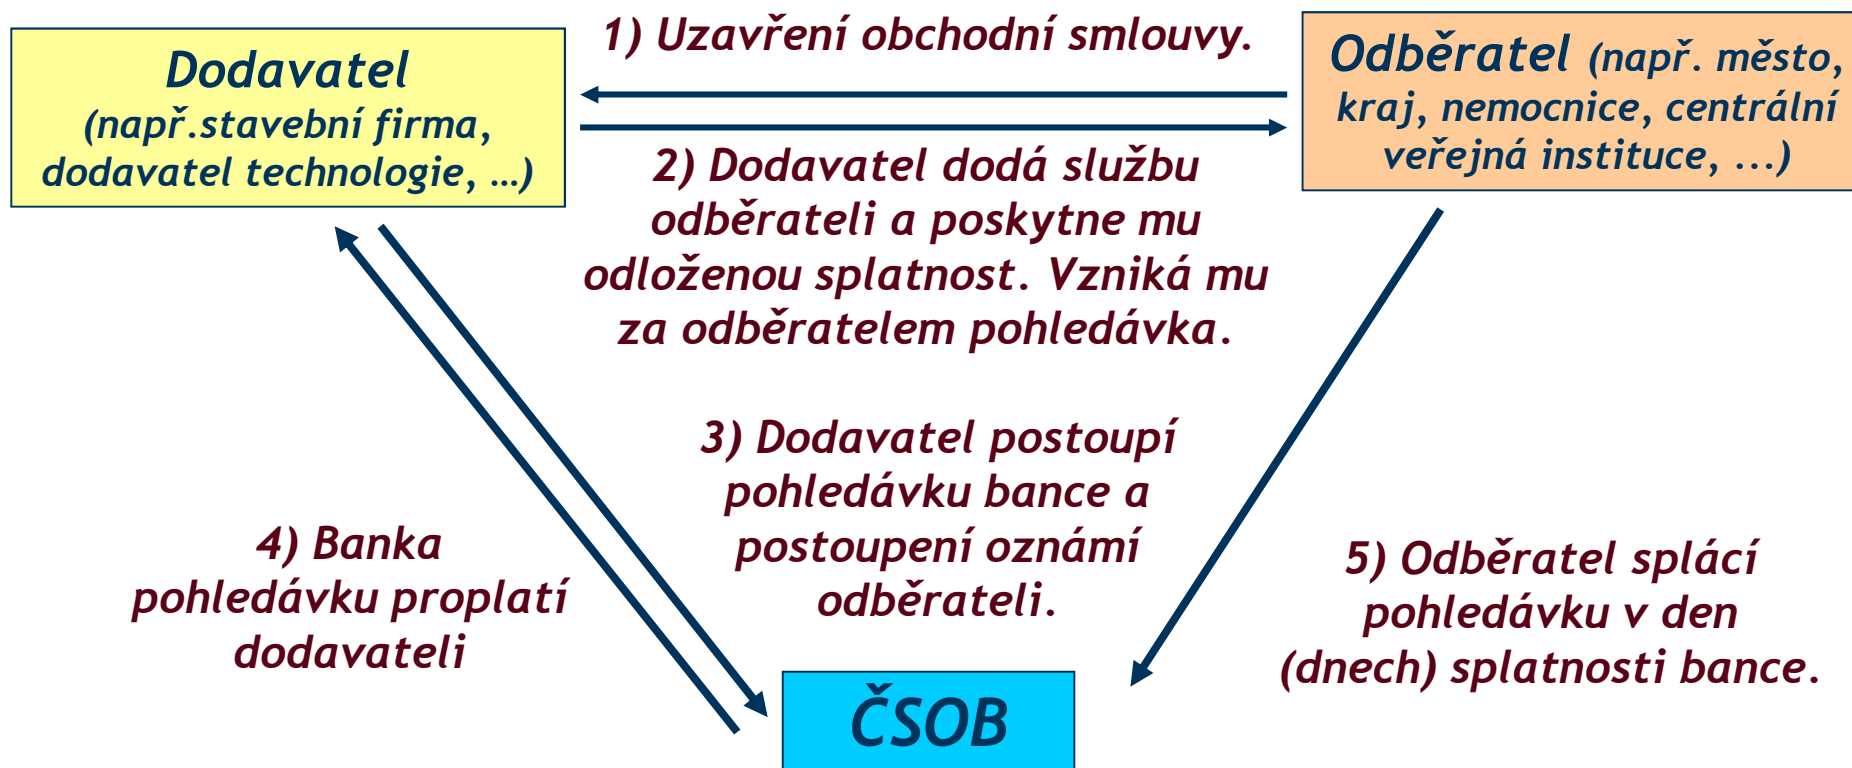 Dodavatel
(např.stavební firma,
dodavatel technologie, …)
1) Uzavření obchodní smlouvy.
Odběratel (např. město,
kraj, nemocnice, centrální
veřejná instituce, ...)
2) Dodavatel dodá službu
odběrateli a poskytne mu
odloženou splatnost. Vzniká mu
za odběratelem pohledávka.
3) Dodavatel postoupí
pohledávku bance a
postoupení oznámí
odběrateli.
4) Banka
pohledávku proplatí
dodavateli
5) Odběratel splácí
pohledávku v den
(dnech) splatnosti bance.
ČSOB